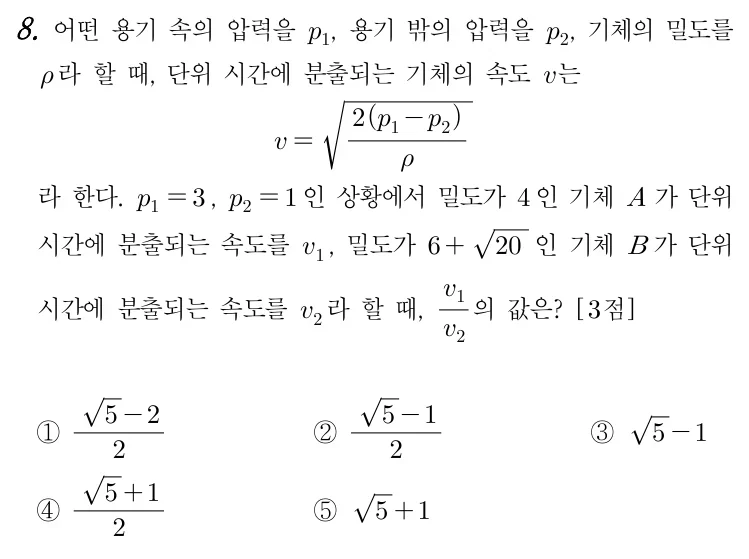 8. 어떤 용기 속의 압력을 p₁, 용기 밖의 압력을 p₂, 기체의 밀도를
ρ라 할 때, 단위 시간에 분출되는 기체의 속도 v는
v = √(2(p₁−p₂)/ρ)
라 한다. p₁=3, p₂=1인 상황에서 밀도가 4인 기체 A가 단위
시간에 분출되는 속도를 v₁, 밀도가 6+√20 인 기체 B가 단위
시간에 분출되는 속도를 v₂라 할 때, v₁/v₂의 값은? [3점]
① (√5−2)/2 ② (√5−1)/2 ③ √5−1
④ (√5+1)/2 ⑤ √5+1